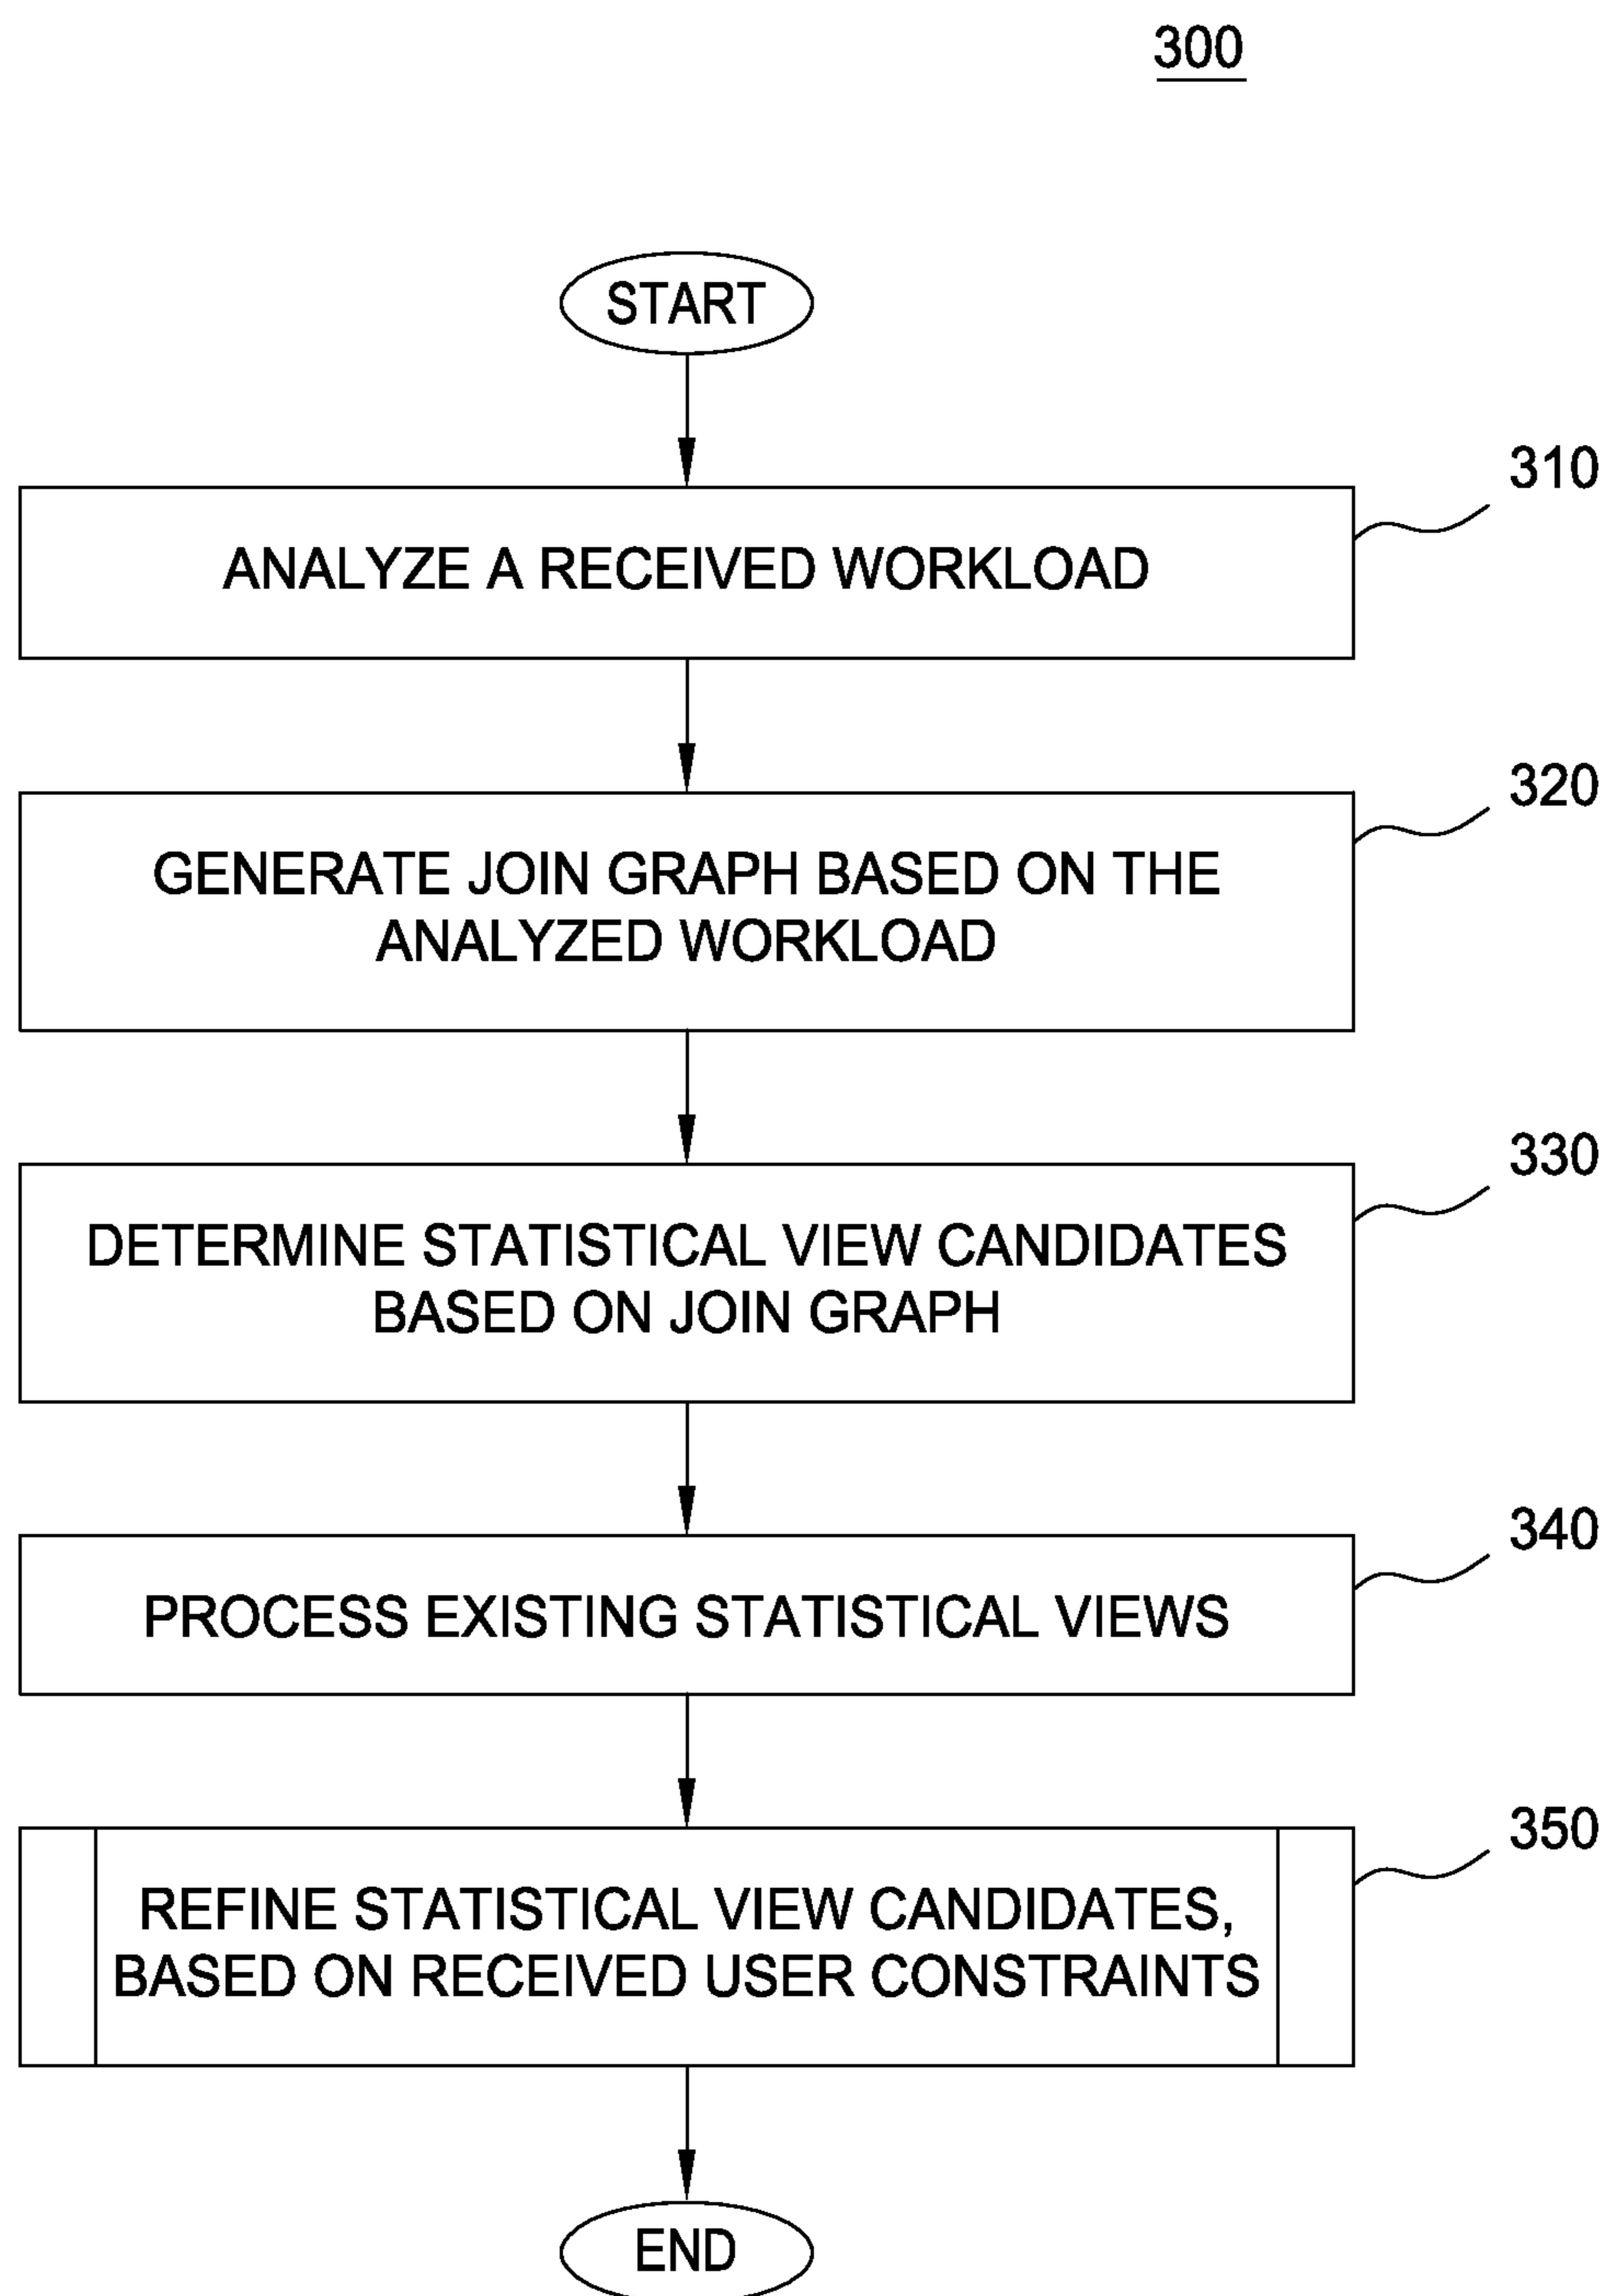 300
START
310
ANALYZE A RECEIVED WORKLOAD
320
GENERATE JOIN GRAPH BASED ON THE
ANALYZED WORKLOAD
330
DETERMINE STATISTICAL VIEW CANDIDATES
BASED ON JOIN GRAPH
340
PROCESS EXISTING STATISTICAL VIEWS
350
REFINE STATISTICAL VIEW CANDIDATES,
BASED ON RECEIVED USER CONSTRAINTS
END